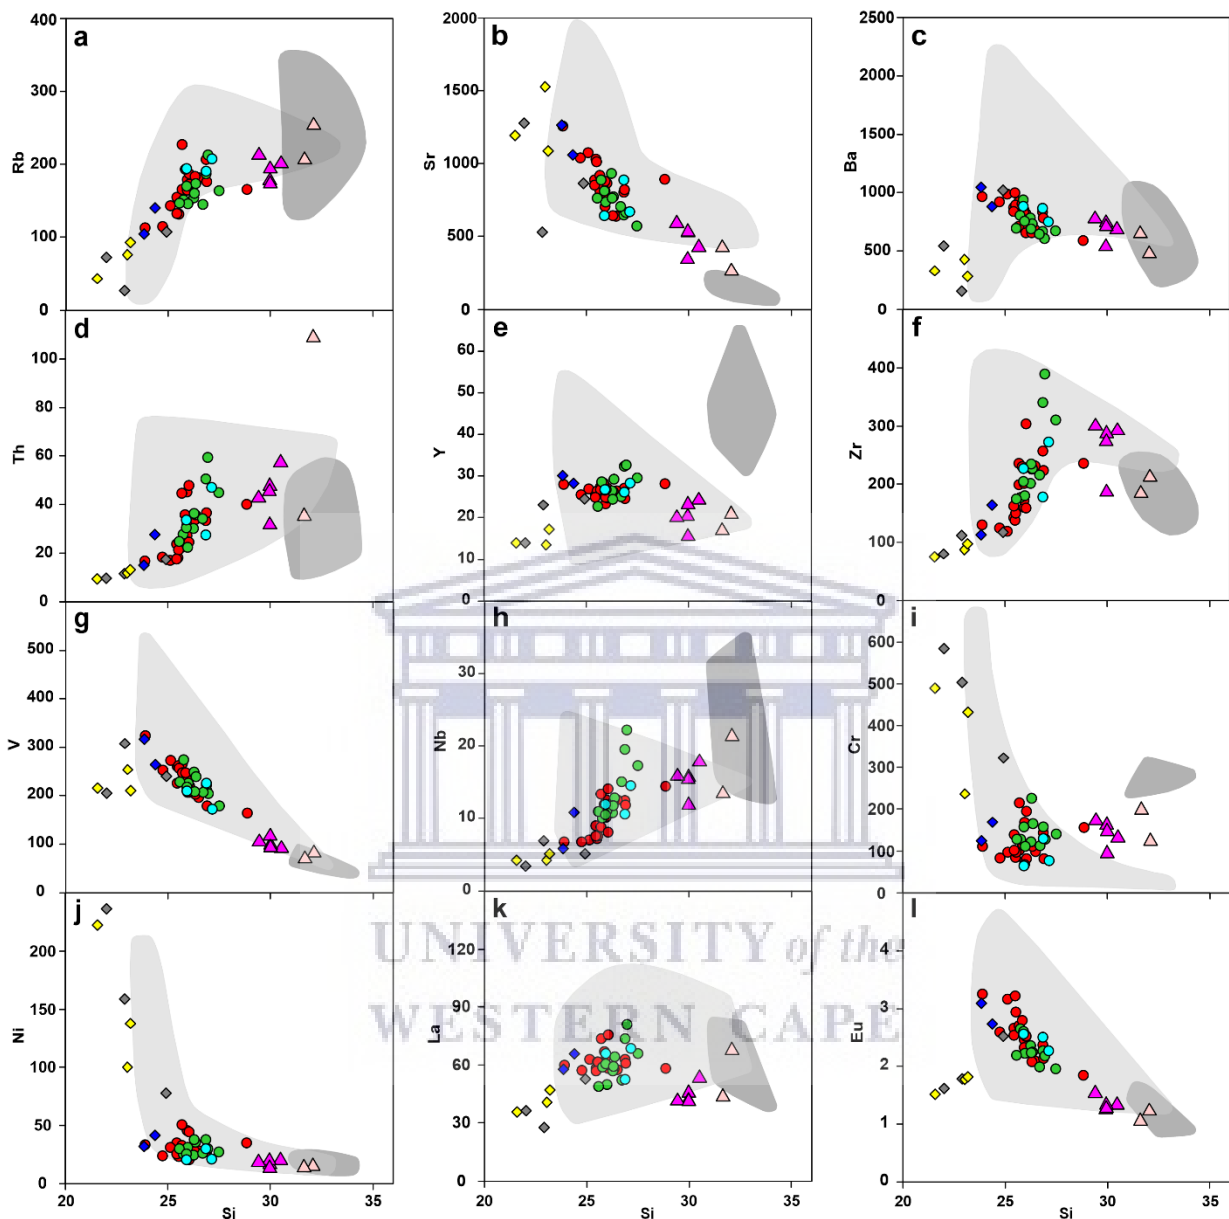 a
400
300
200
100
0
Rb
b
2000
1500
1000
500
0
Sr
c
2500
2000
1500
1000
500
0
Ba
d
100
80
60
40
20
0
Th
e
60
50
40
30
20
10
0
Y
f
400
300
200
100
0
Zr
g
500
400
300
200
100
0
V
h
30
20
10
0
Nb
i
600
500
400
300
200
100
0
Cr
j
200
150
100
50
0
Ni
20 25 30 35
Si
k
120
90
60
30
0
La
20 25 30 35
Si
l
4
3
2
1
0
Eu
20 25 30 35
Si
UNIVERSITY of the
WESTERN CAPE